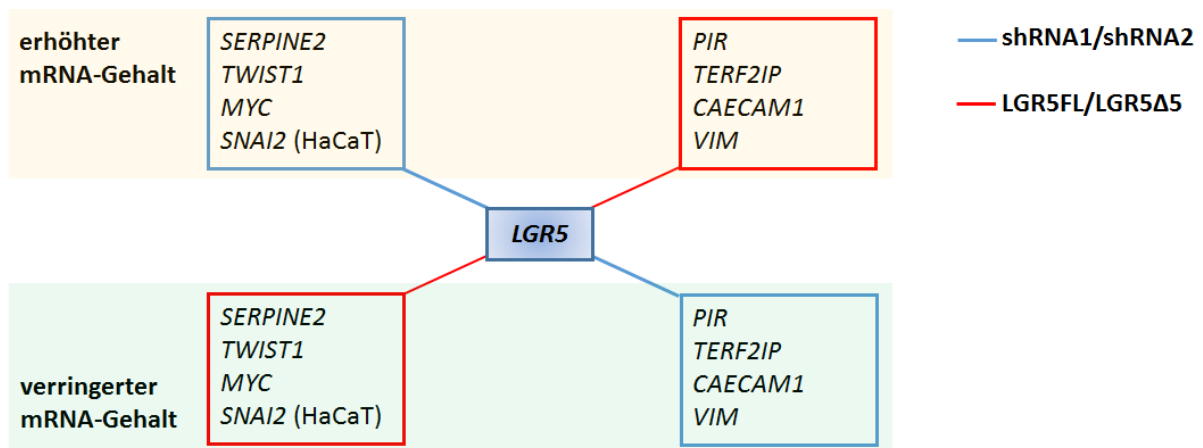 erhöhter
mRNA-Gehalt
SERPINE2
TWIST1
MYC
SNAI2 (HaCaT)
PIR
TERF2IP
CAECAM1
VIM
shRNA1/shRNA2
LGR5FL/LGR5Δ5
LGR5
verringerter
mRNA-Gehalt
SERPINE2
TWIST1
MYC
SNAI2 (HaCaT)
PIR
TERF2IP
CAECAM1
VIM